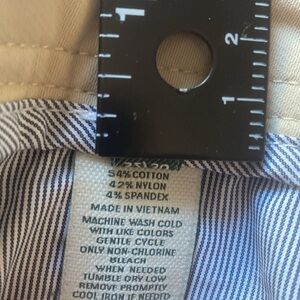 1
2
1
54% COTTON
42% NYLON
4% SPANDEX
MADE IN VIETNAM
MACHINE WASH COLD
WITH LIKE COLORS
GENTLE CYCLE
ONLY NON-CHLORINE
BLEACH
WHEN NEEDED
TUMBLE DRY LOW
REMOVE PROMPTLY
COOL IRON IF NEEDED